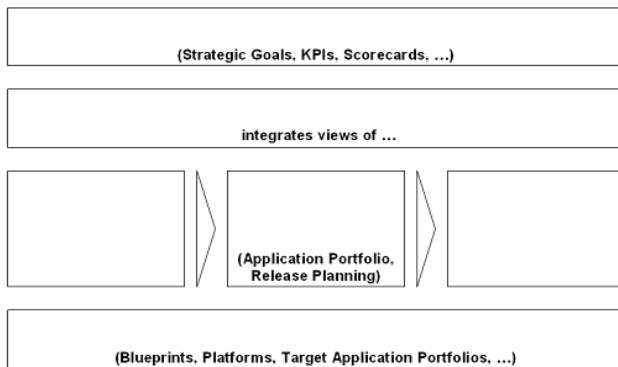 (Strategic Goals, KPIs, Scorecards, ...)
integrates views of ...
(Application Portfolio,
Release Planning)
(Blueprints, Platforms, Target Application Portfolios, ...)